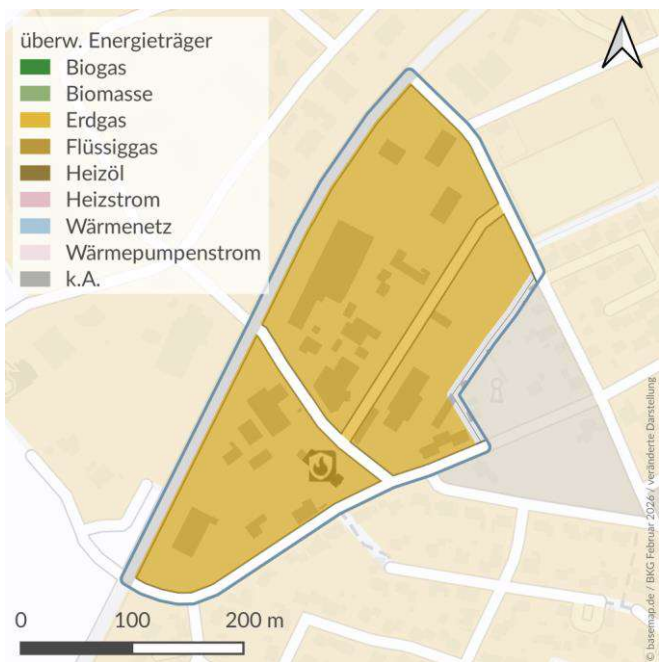 überw. Energieträger
Biogas
Biomasse
Erdgas
Flüssiggas
Heizöl
Heizstrom
Wärmenetz
Wärmepumpenstrom
k.A.
0 100 200 m
© basemap.de / BKG Februar 2026 / veränderte Darstellung